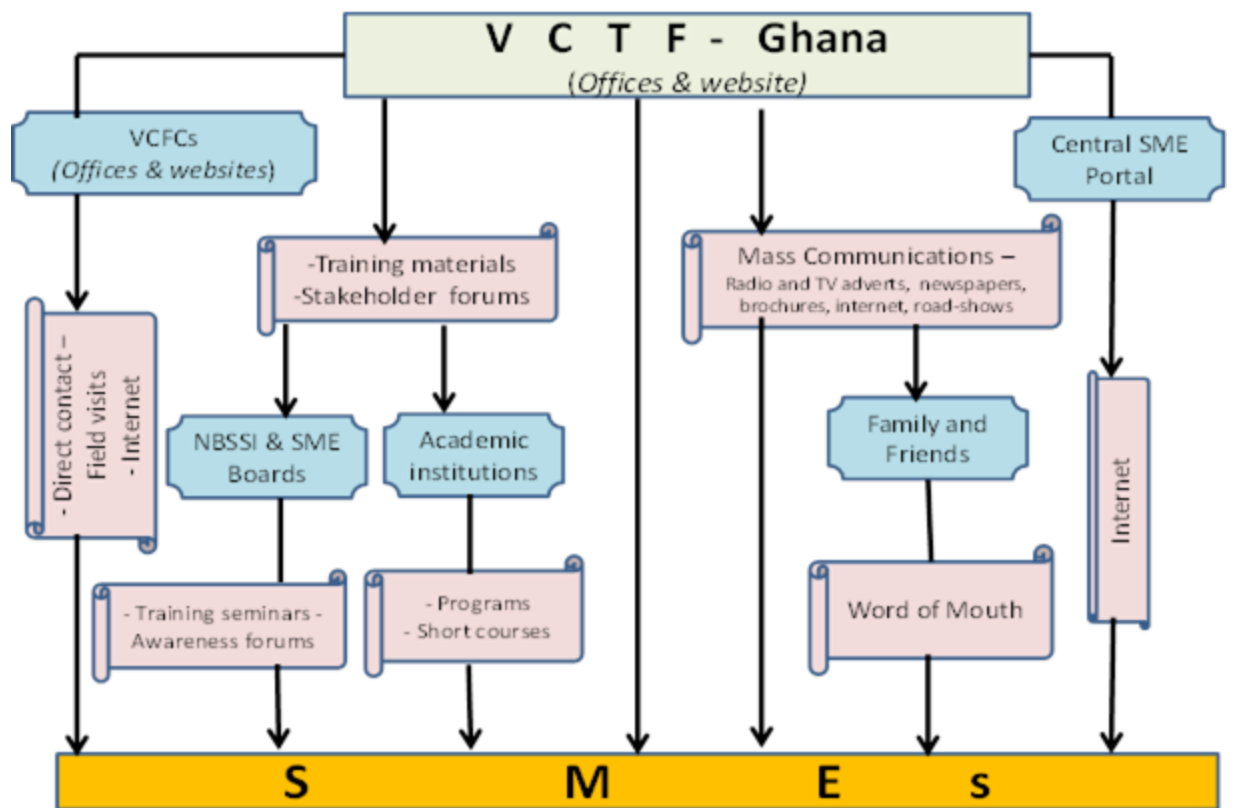 V C T F - Ghana
(Offices & website)
VCFCs
(Offices & websites)
Central SME
Portal
-Training materials
-Stakeholder forums
Mass Communications –
Radio and TV adverts, newspapers,
brochures, internet, road-shows
- Direct contact –
Field visits
- Internet
NBSSI & SME
Boards
Academic
institutions
Family and
Friends
Internet
- Training seminars -
Awareness forums
- Programs
- Short courses
Word of Mouth
S M E s